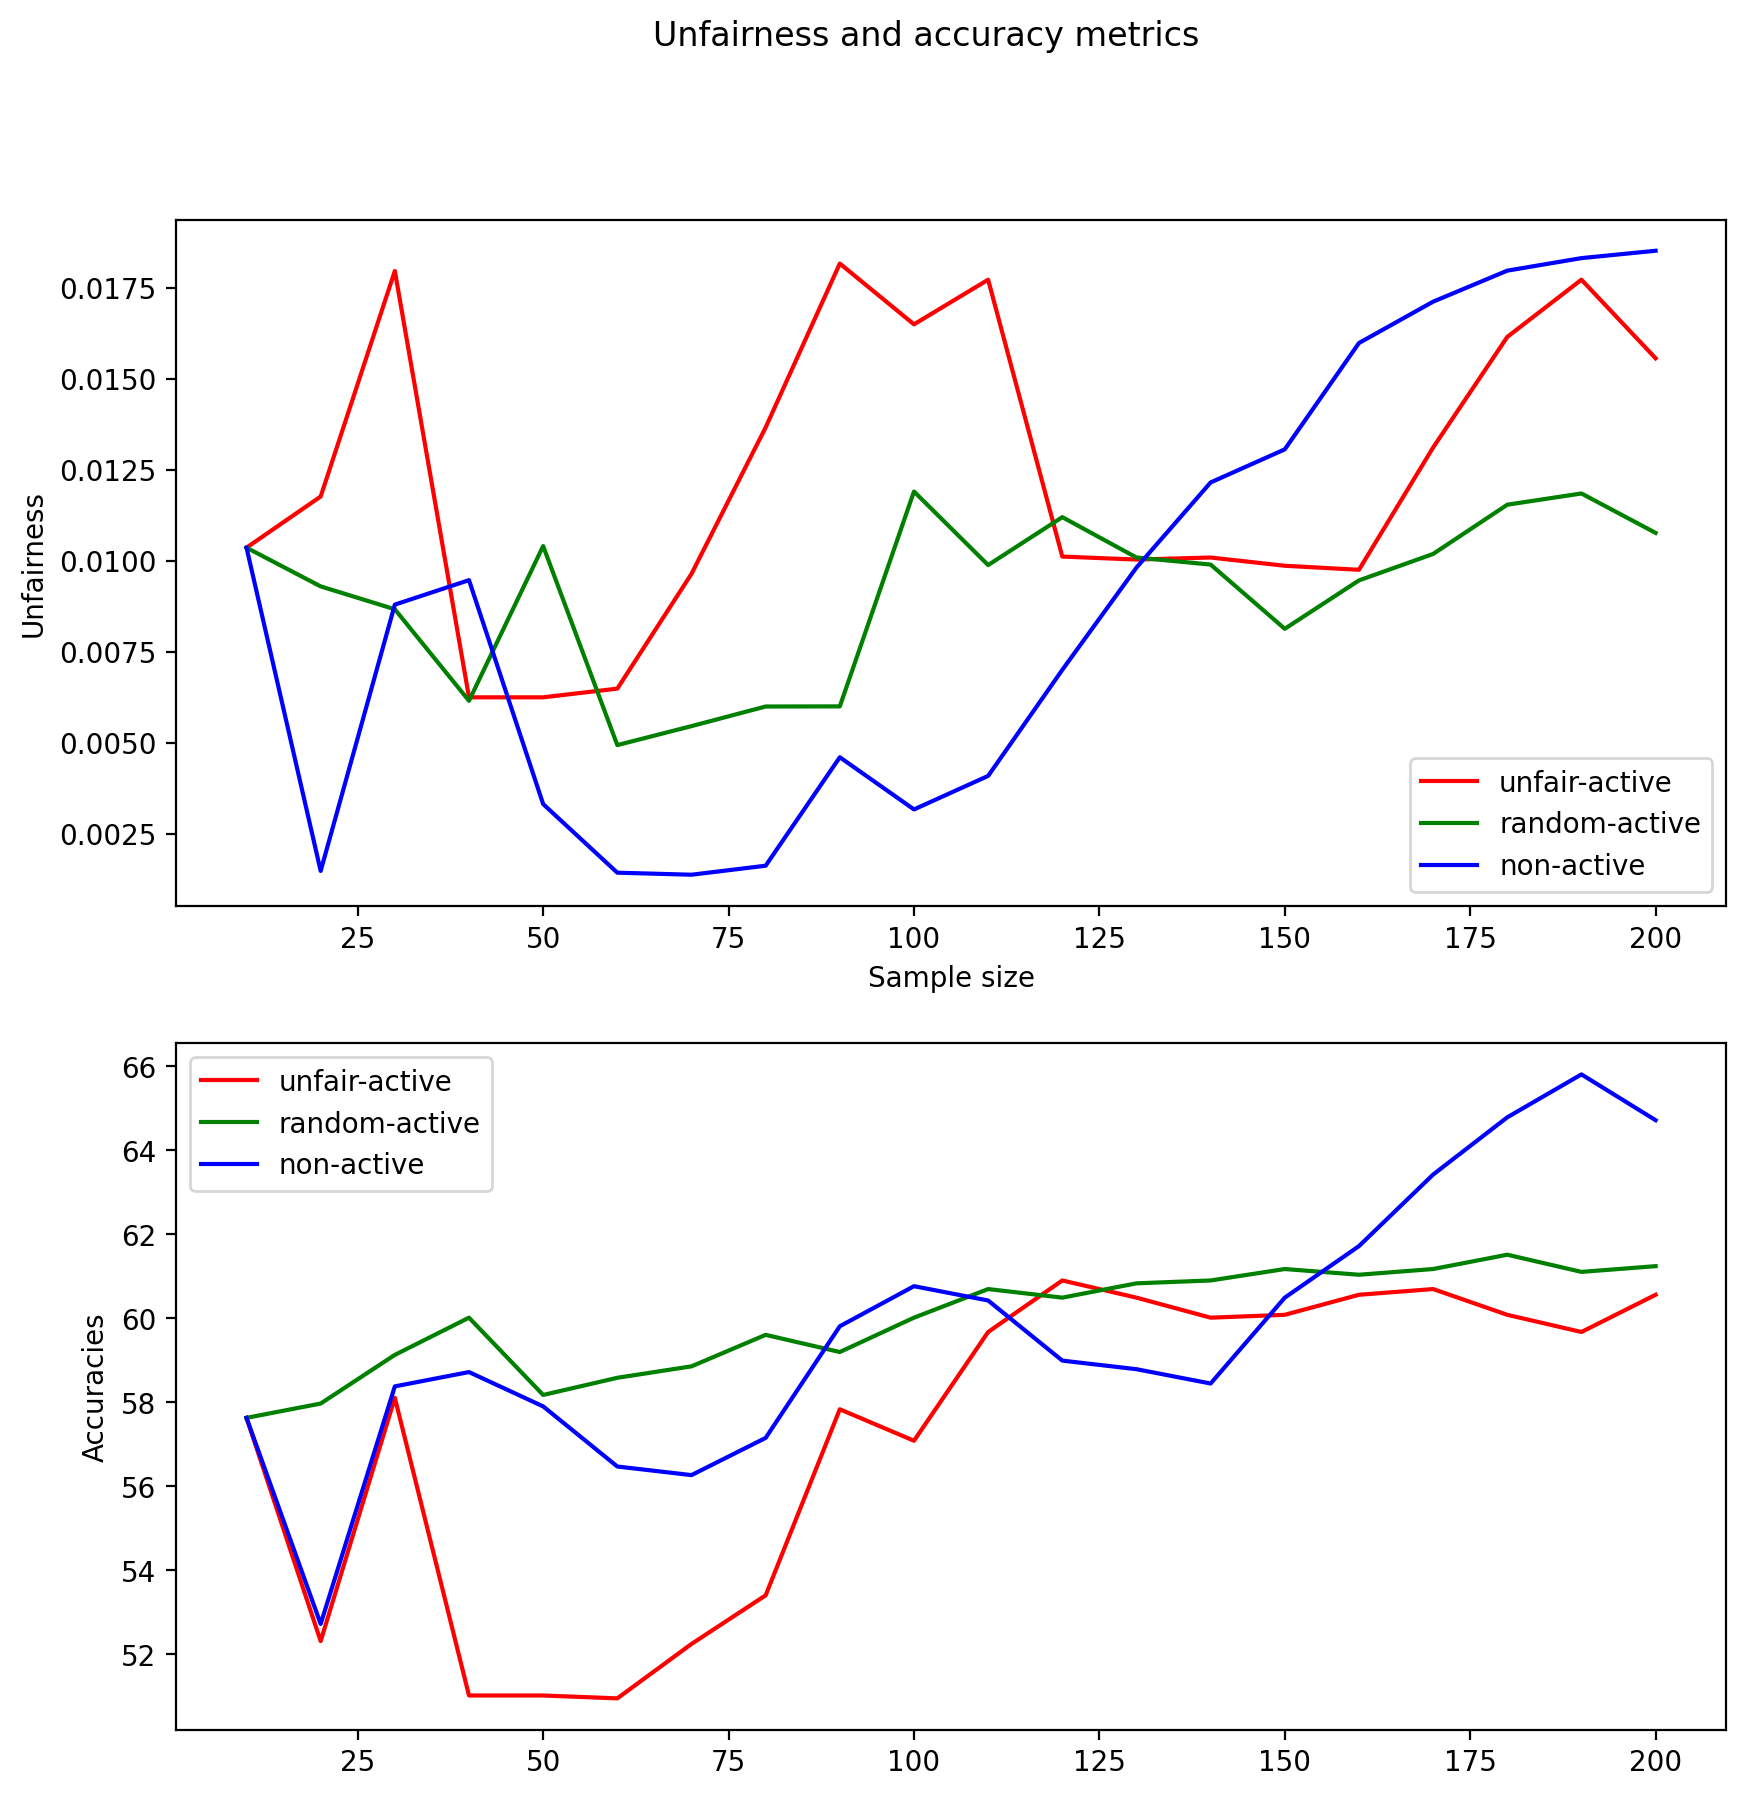 Unfairness and accuracy metrics
0.0175
0.0150
0.0125
0.0100
0.0075
0.0050
0.0025
Unfairness
unfair-active
random-active
non-active
25 50 75 100 125 150 175 200
Sample size
66
64
62
60
58
56
54
52
Accuracies
unfair-active
random-active
non-active
25 50 75 100 125 150 175 200